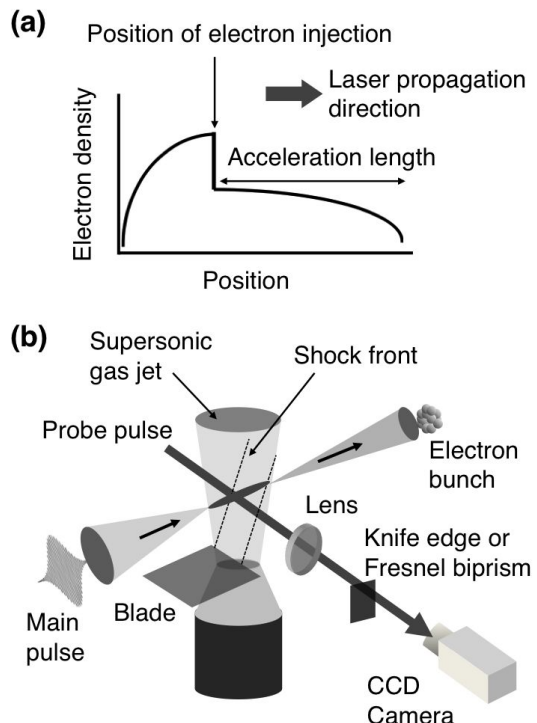 (a)
Position of electron injection
Laser propagation
direction
Acceleration length
Electron density
Position
(b)
Supersonic
gas jet
Shock front
Probe pulse
Electron
bunch
Lens
Knife edge or
Fresnel biprism
Blade
Main
pulse
CCD
Camera